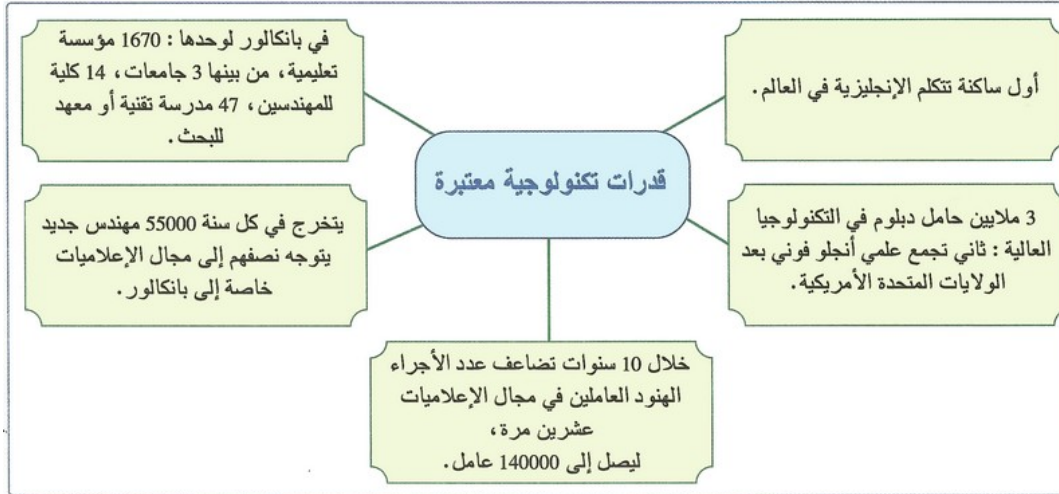 في بانكالور لوحدها : 1670 مؤسسة
تعليمية، من بينها 3 جامعات، 14 كلية
للمهندسين، 47 مدرسة تقنية أو معهد
للبحث.
أول ساكنة تتكلم الإنجليزية في العالم.
قدرات تكنولوجية معتبرة
3 ملايين حامل دبلوم في التكنولوجيا
العالية : ثاني تجمع علمي أنجلو فوني بعد
الولايات المتحدة الأمريكية.
يتخرج في كل سنة 55000 مهندس جديد
يتوجه نصفهم إلى مجال الإعلاميات
خاصة إلى بانكالور.
خلال 10 سنوات تضاعف عدد الأجراء
الهنود العاملين في مجال الإعلاميات
عشرين مرة،
ليصل إلى 140000 عامل.